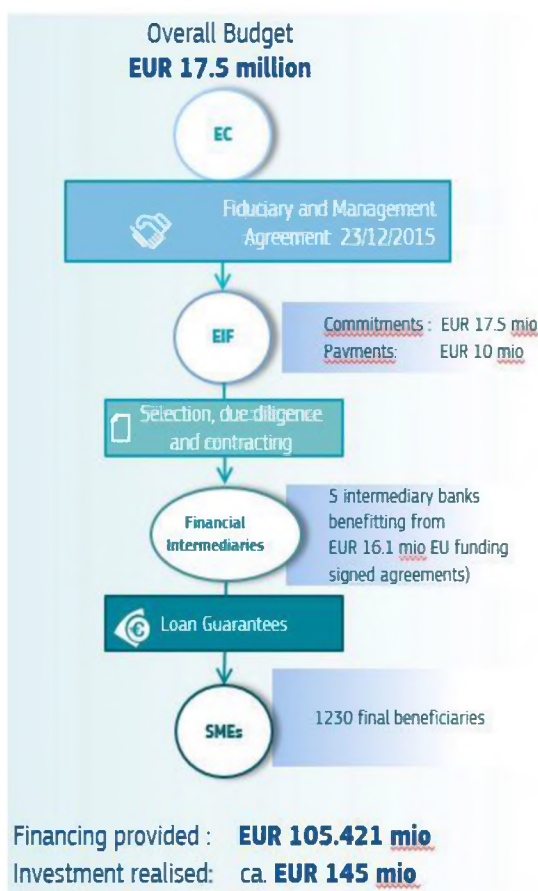 Overall Budget
EUR 17.5 million
EC
Fiduciary and Management
Agreement 23/12/2015
EIF
Commitments : EUR 17.5 mio
Payments: EUR 10 mio
Selection, due diligence
and contracting
Financial
Intermediaries
5 intermediary banks
benefitting from
EUR 16.1 mio EU funding
signed agreements)
Loan Guarantees
SMEs
1230 final beneficiaries
Financing provided : EUR 105.421 mio
Investment realised: ca. EUR 145 mio